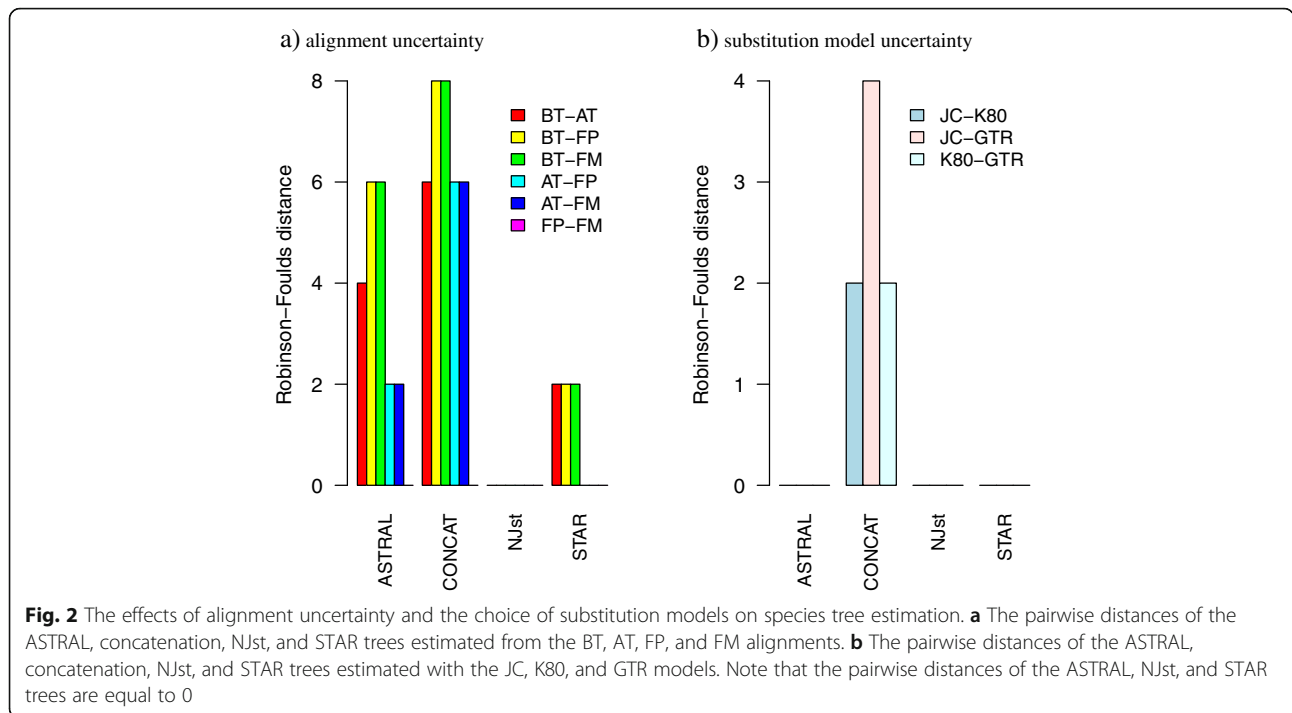 a) alignment uncertainty
8
6
4
2
0
Robinson−Foulds distance
BT−AT
BT−FP
BT−FM
AT−FP
AT−FM
FP−FM
ASTRAL
CONCAT
NJst
STAR
b) substitution model uncertainty
4
3
2
1
0
Robinson−Foulds distance
JC−K80
JC−GTR
K80−GTR
ASTRAL
CONCAT
NJst
STAR
Fig. 2 The effects of alignment uncertainty and the choice of substitution models on species tree estimation. a The pairwise distances of the
ASTRAL, concatenation, NJst, and STAR trees estimated from the BT, AT, FP, and FM alignments. b The pairwise distances of the ASTRAL,
concatenation, NJst, and STAR trees estimated with the JC, K80, and GTR models. Note that the pairwise distances of the ASTRAL, NJst, and STAR
trees are equal to 0